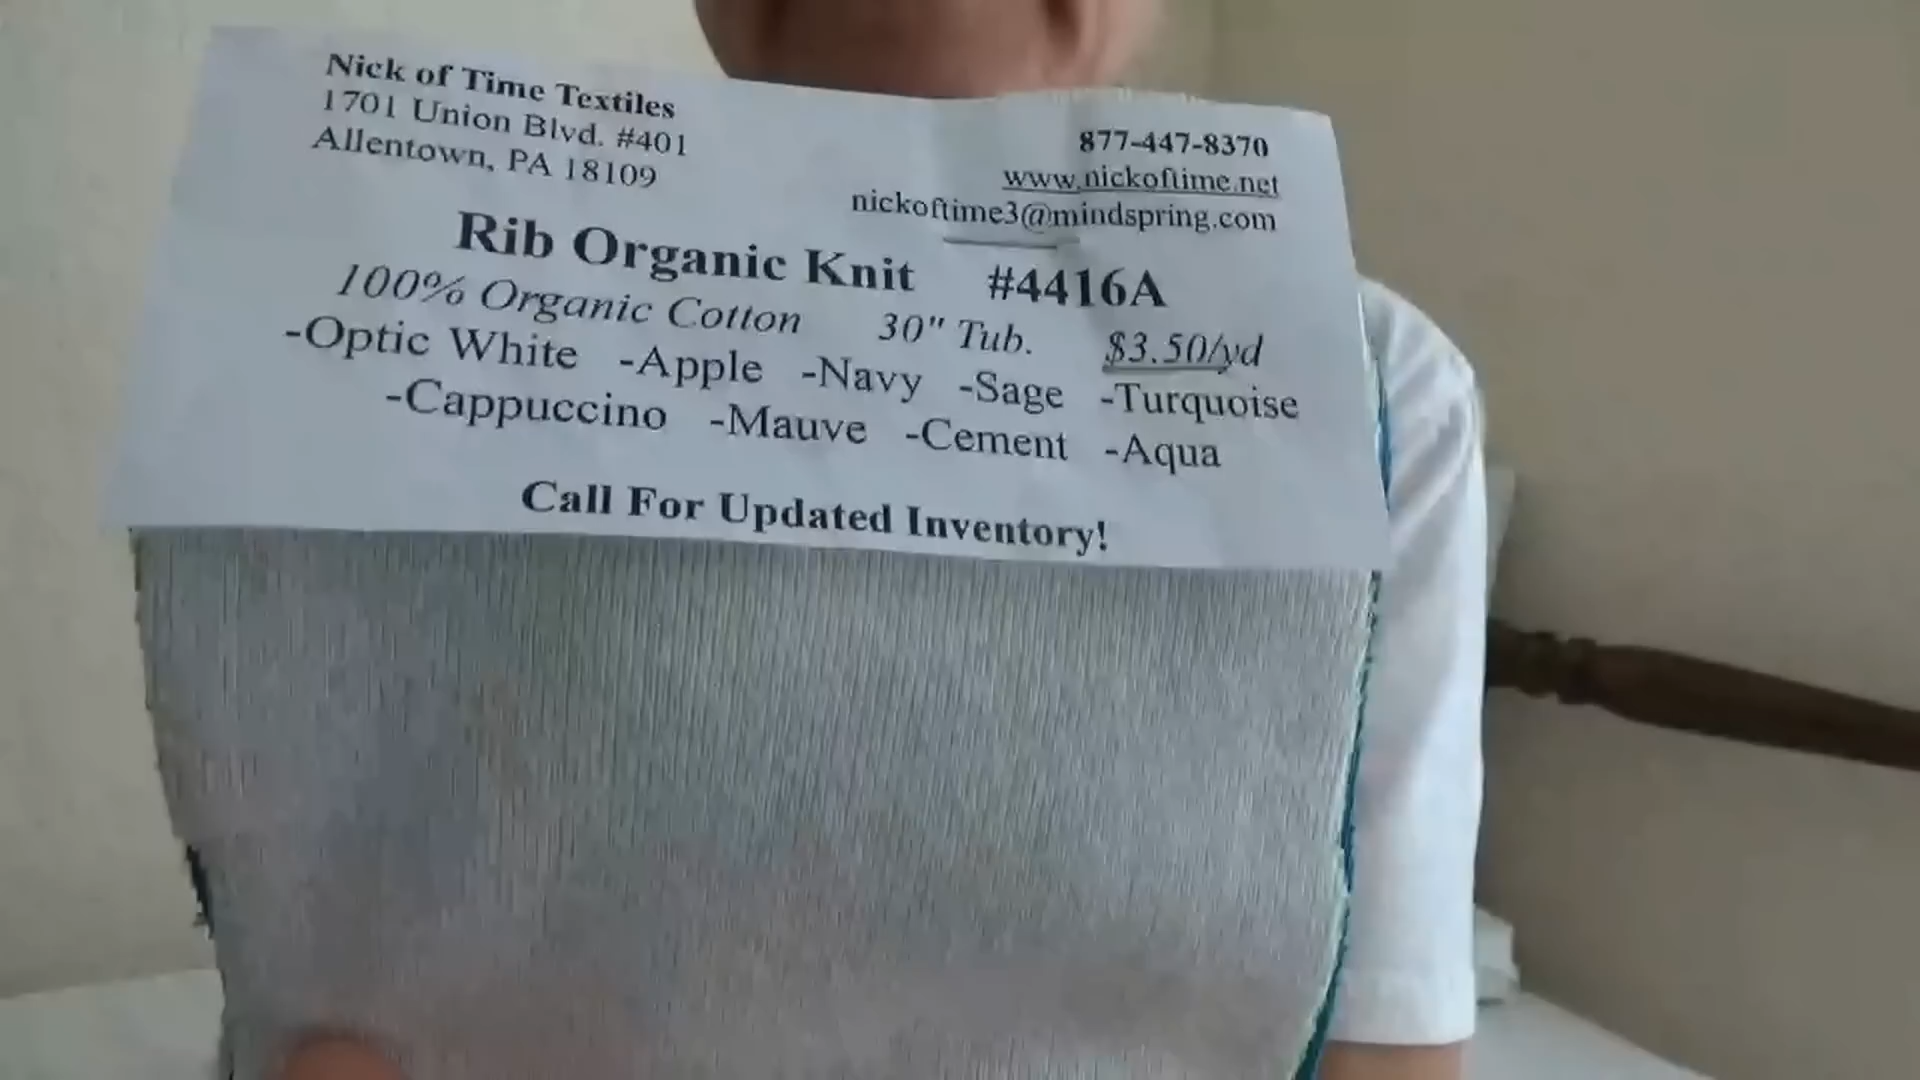 Nick of Time Textiles
1701 Union Blvd. #401
Allentown, PA 18109
877-447-8370
www.nickoftime.net
nickoftime3@mindspring.com
Rib Organic Knit #4416A
100% Organic Cotton 30" Tub. $3.50/yd
-Optic White -Apple -Navy -Sage -Turquoise
-Cappuccino -Mauve -Cement -Aqua
Call For Updated Inventory!